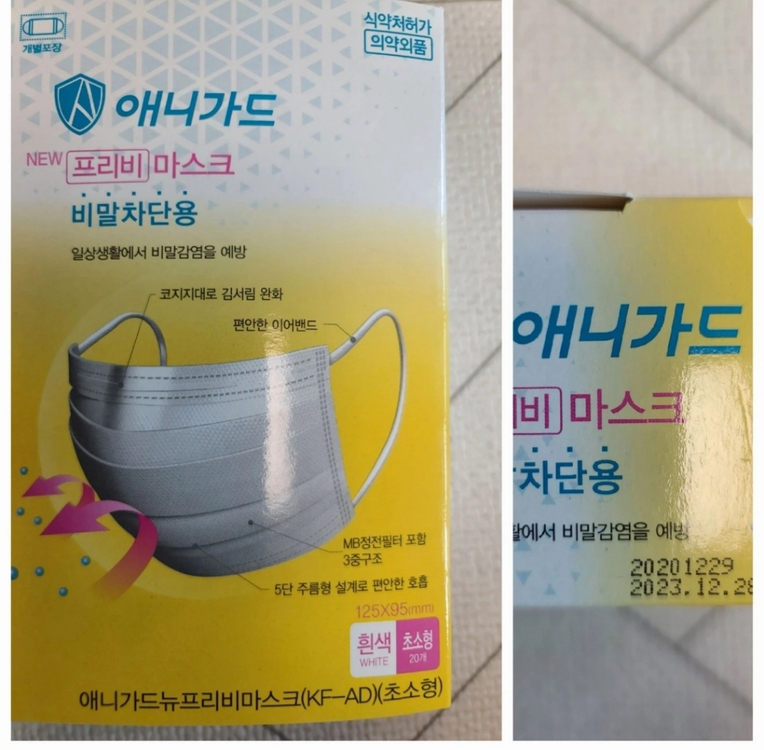 개별포장
식약처허가
의약외품
애니가드
NEW 프리비 마스크
비말차단용
일상생활에서 비말감염을 예방
코지지대로 김서림 완화
편안한 이어밴드
MB정전필터 포함
3중구조
5단 주름형 설계로 편안한 호흡
125X95(mm)
흰색 초소형
WHITE 20개
애니가드뉴프리비마스크(KF-AD)(초소형)
애니가드
비 마스크
차단용
활에서 비말감염을 예방
20201229
2023.12.28